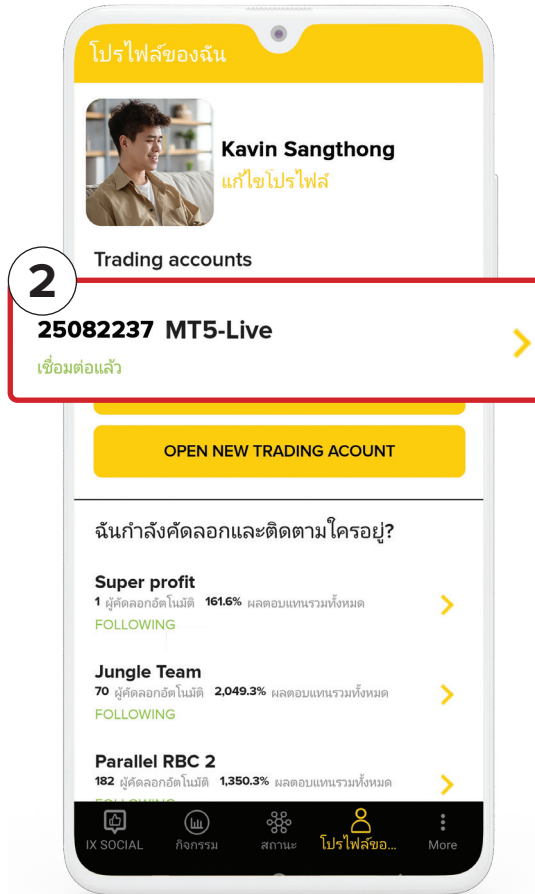 โปรไฟล์ของฉัน
Kavin Sangthong
แก้ไขโปรไฟล์
Trading accounts
2
25082237 MT5-Live
เชื่อมต่อแล้ว
OPEN NEW TRADING ACOUNT
ฉันกำลังคัดลอกและติดตามใครอยู่?
Super profit
1 ผู้คัดลอกอัตโนมัติ 161.6% ผลตอบแทนรวมทั้งหมด
FOLLOWING
Jungle Team
70 ผู้คัดลอกอัตโนมัติ 2,049.3% ผลตอบแทนรวมทั้งหมด
FOLLOWING
Parallel RBC 2
182 ผู้คัดลอกอัตโนมัติ 1,350.3% ผลตอบแทนรวมทั้งหมด
IX SOCIAL กิจกรรม สถานะ โปรไฟล์ขอ... More